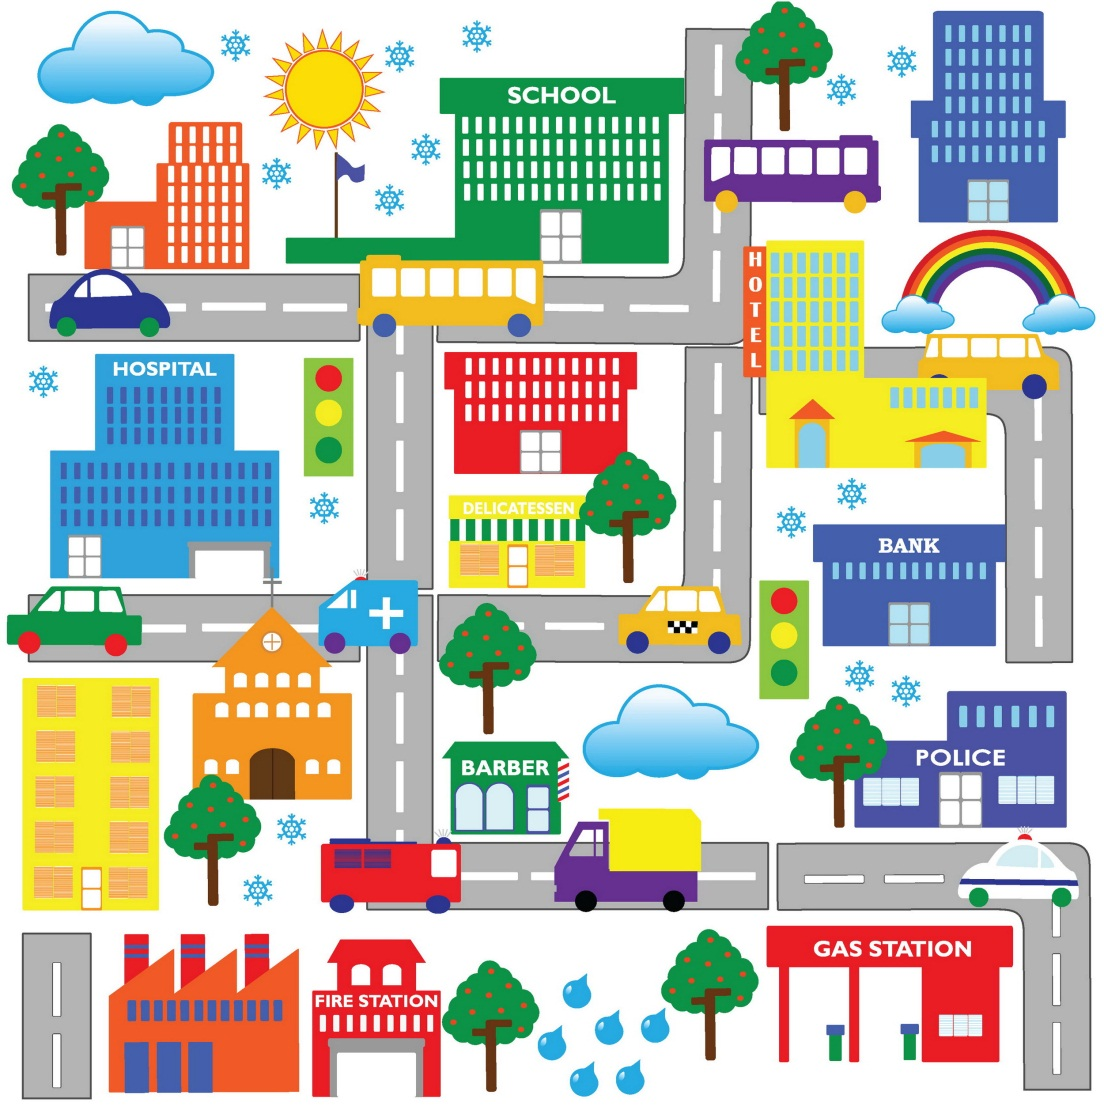 SCHOOL
HOTEL
HOSPITAL
DELICATESSEN
BANK
POLICE
BARBER
GAS STATION
FIRE STATION